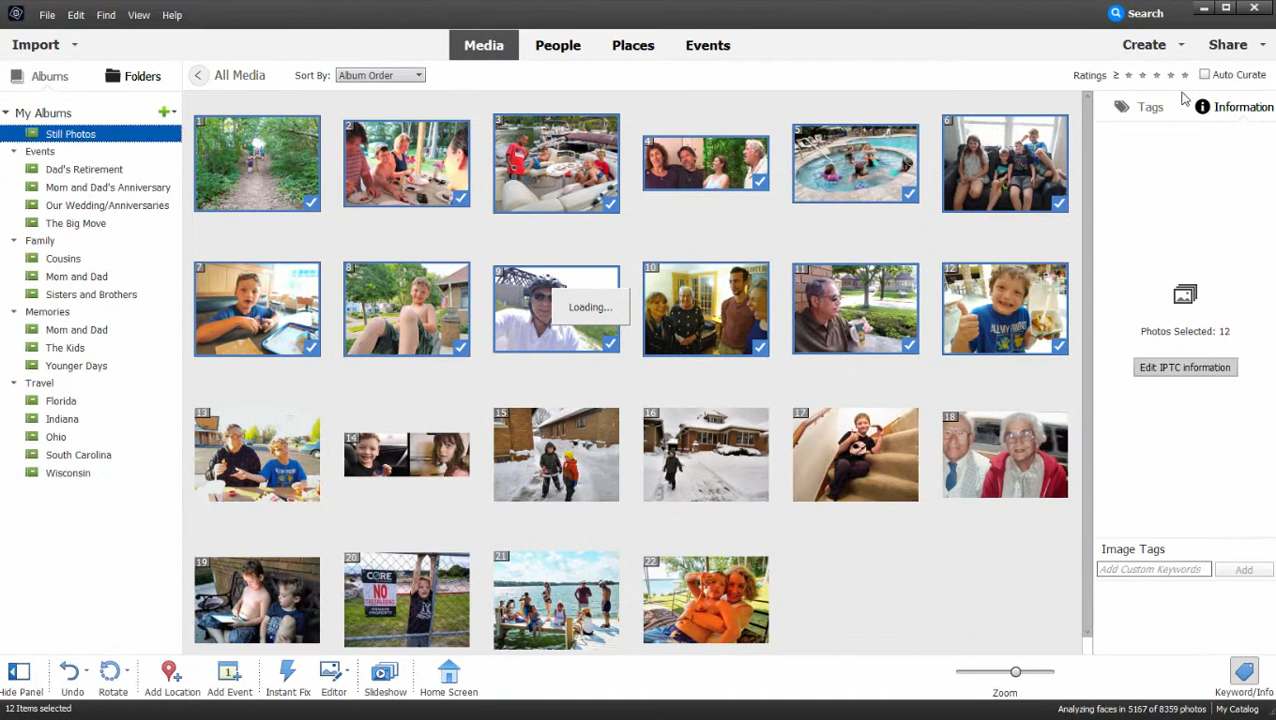 File Edit Find View Help
Search
Import
Media People Places Events
Create Share
Albums Folders
All Media Sort By: Album Order
Ratings ≥ ★ ★ ★ ★ ★ Auto Curate
Tags Information
My Albums
Still Photos
Events
Dad's Retirement
Mom and Dad's Anniversary
Our Wedding/Anniversaries
The Big Move
Family
Cousins
Mom and Dad
Sisters and Brothers
Memories
Mom and Dad
The Kids
Younger Days
Travel
Florida
Indiana
Ohio
South Carolina
Wisconsin
1 2 3 4 5 6
7 8 9 10 11 12
Loading...
13 14 15 16 17 18
19 20 21 22
CORE
NO
TRESPASSING
PRIVATE
PROPERTY
Photos Selected: 12
Edit IPTC information
Image Tags
Add Custom Keywords Add
Hide Panel Undo Rotate Add Location Add Event Instant Fix Editor Slideshow Home Screen Zoom Keyword/Info
12 Items selected
Analyzing faces in 5167 of 8359 photos My Catalog